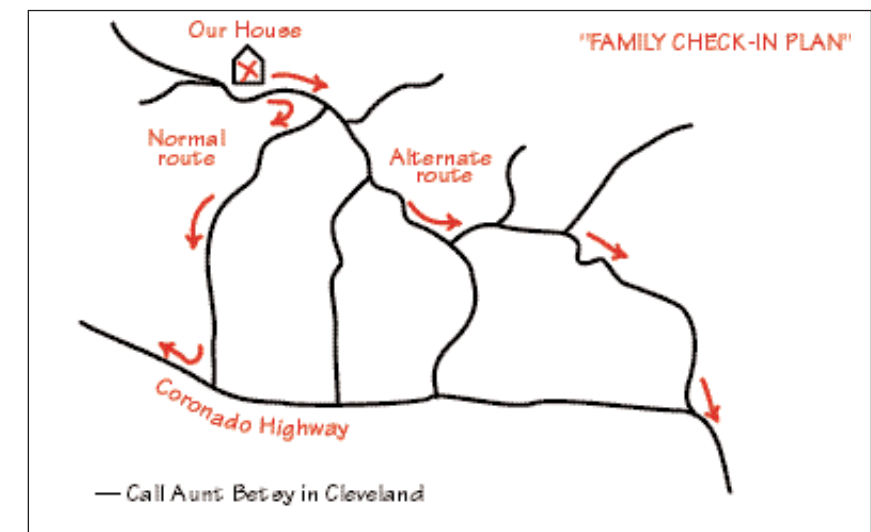 Our House
"FAMILY CHECK-IN PLAN"
Normal
route
Alternate
route
Coronado Highway
— Call Aunt Betsy in Cleveland